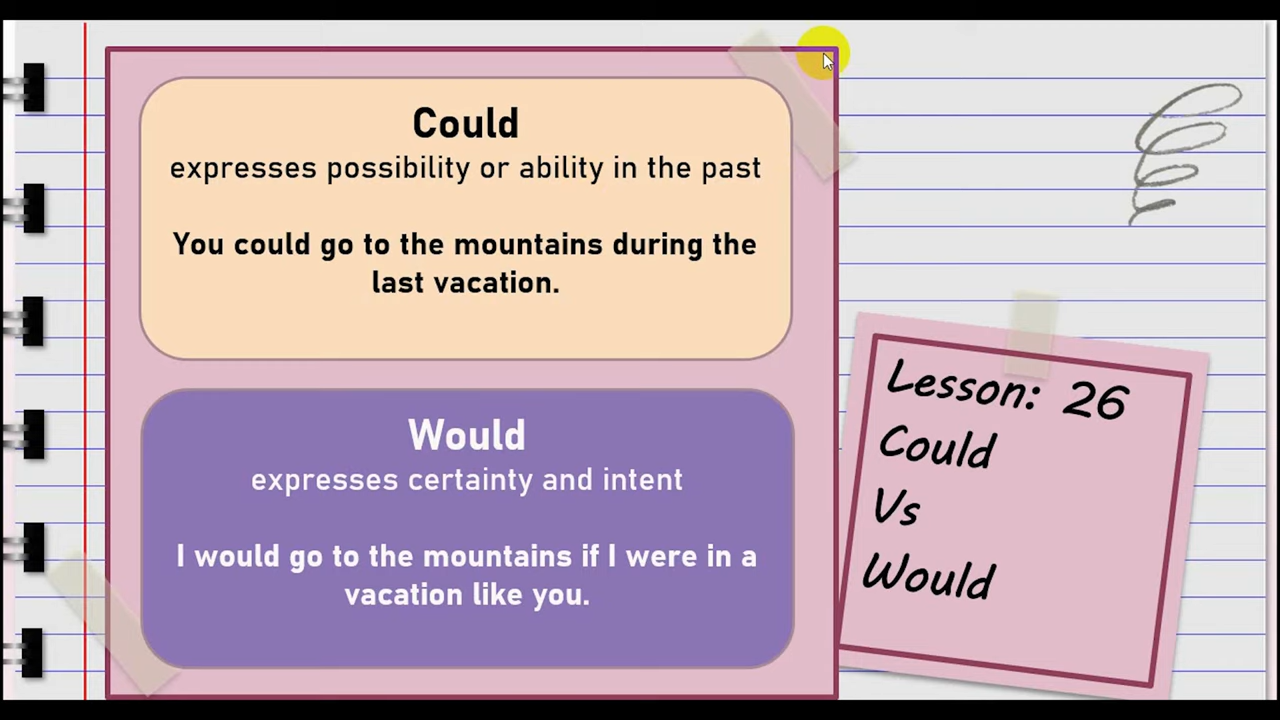 Could
expresses possibility or ability in the past
You could go to the mountains during the
last vacation.
Would
expresses certainty and intent
I would go to the mountains if I were in a
vacation like you.
Lesson: 26
Could
Vs
Would